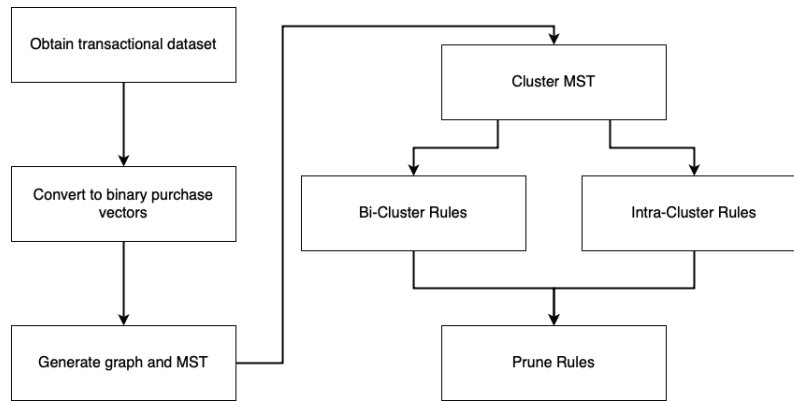 Obtain transactional dataset
Convert to binary purchase
vectors
Generate graph and MST
Cluster MST
Bi-Cluster Rules
Intra-Cluster Rules
Prune Rules